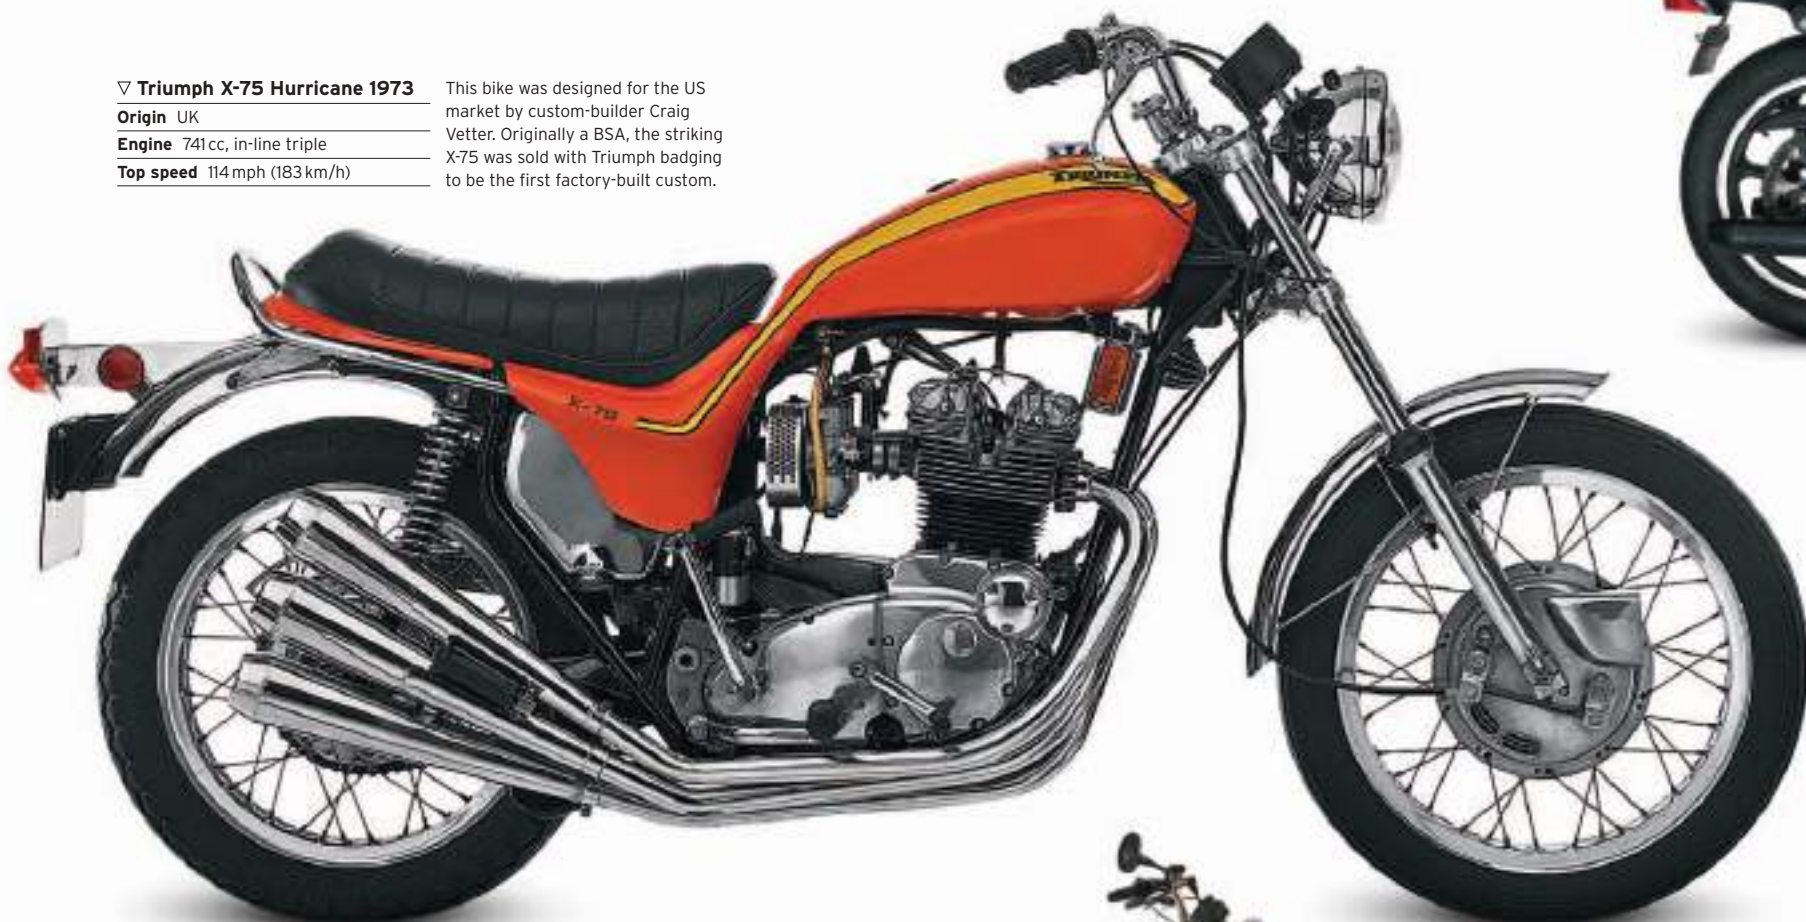 ▽ Triumph X-75 Hurricane 1973
Origin UK
Engine 741 cc, in-line triple
Top speed 114 mph (183 km/h)
This bike was designed for the US
market by custom-builder Craig
Vetter. Originally a BSA, the striking
X-75 was sold with Triumph badging
to be the first factory-built custom.
TRIUMPH
X-75